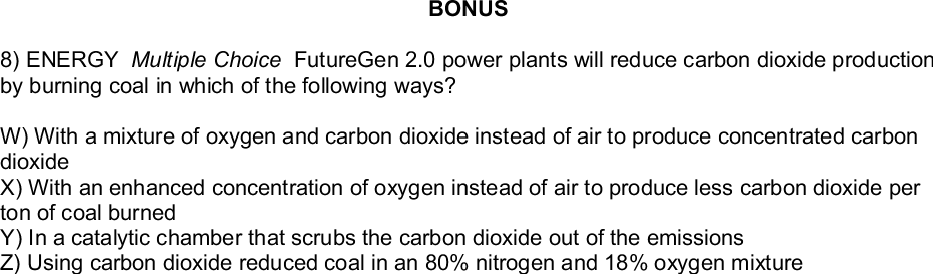 BONUS
8) ENERGY Multiple Choice FutureGen 2.0 power plants will reduce carbon dioxide production
by burning coal in which of the following ways?
W) With a mixture of oxygen and carbon dioxide instead of air to produce concentrated carbon
dioxide
X) With an enhanced concentration of oxygen instead of air to produce less carbon dioxide per
ton of coal burned
Y) In a catalytic chamber that scrubs the carbon dioxide out of the emissions
Z) Using carbon dioxide reduced coal in an 80% nitrogen and 18% oxygen mixture